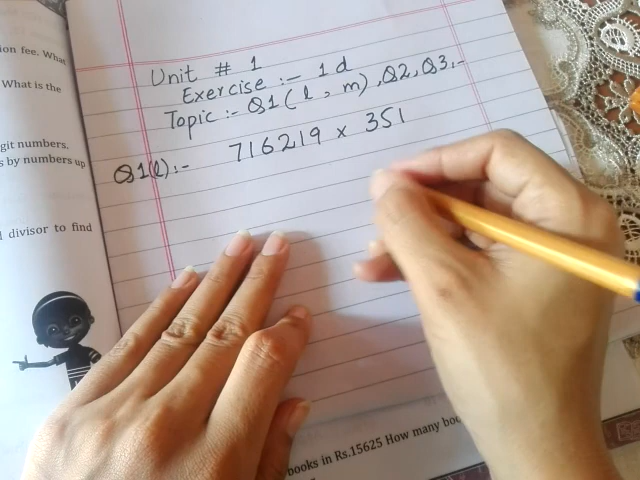 ion fee. What
What is the
git numbers.
s by numbers up
divisor to find
Unit # 1
Exercise :- 1 d
Topic :- Q1 ( l , m ) , Q2, Q3.-
Q1(l) :- 716219 × 351
books in Rs.15625 How many boo